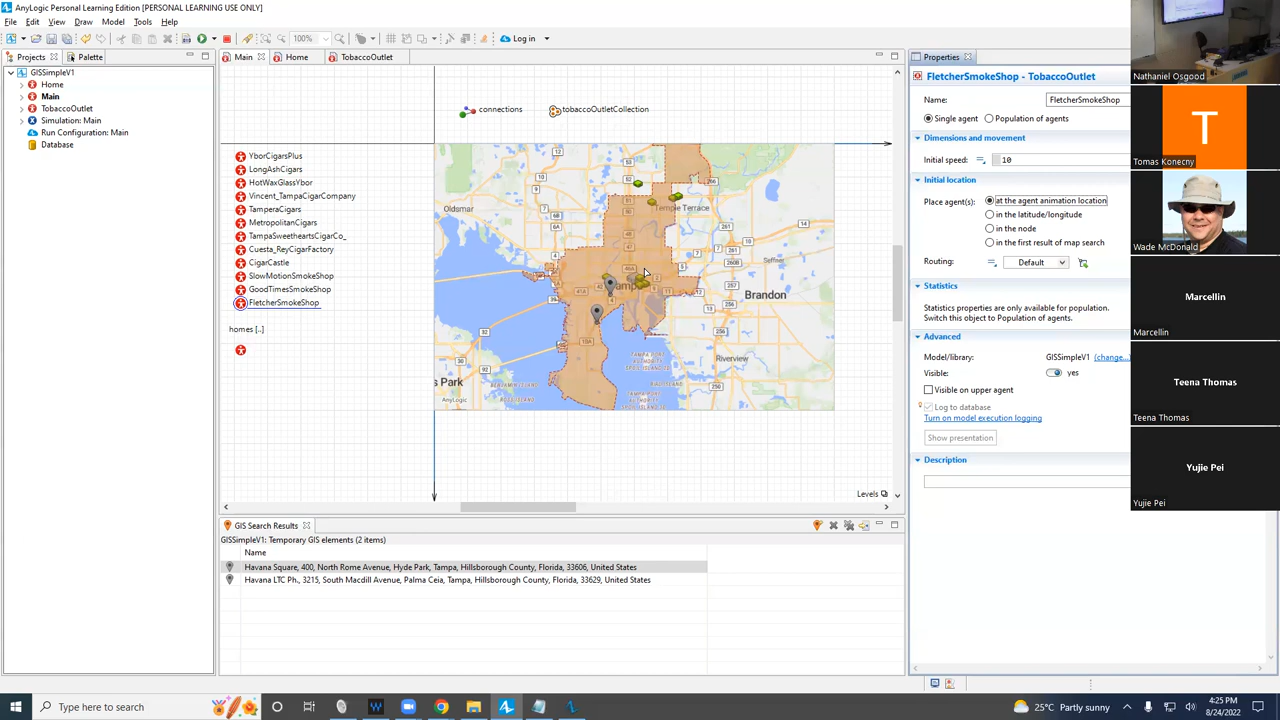 AnyLogic Personal Learning Edition [PERSONAL LEARNING USE ONLY]
File Edit View Draw Model Tools Help
100%
Log in
Projects
Palette
Main
Home
TobaccoOutlet
Properties
GISSimpleV1
Home
Main
TobaccoOutlet
Simulation: Main
Run Configuration: Main
Database
connections
tobaccoOutletCollection
YborCigarsPlus
LongAshCigars
HotWaxGlassYbor
Vincent_TampaCigarCompany
TamperaCigars
MetropolitanCigars
TampaSweetheartsCigarCo_
Cuesta_ReyCigarFactory
CigarCastle
SlowMotionSmokeShop
GoodTimesSmokeShop
FletcherSmokeShop
homes [..]
Oldsmar
Temple Terrace
Seffner
Brandon
Riverview
s Park
AnyLogic
Levels
FletcherSmokeShop - TobaccoOutlet
Name:
FletcherSmokeShop
Single agent
Population of agents
Dimensions and movement
Initial speed:
10
Initial location
Place agent(s):
at the agent animation location
in the latitude/longitude
in the node
in the first result of map search
Routing:
Default
Statistics
Statistics properties are only available for population.
Switch this object to Population of agents.
Advanced
Model/library:
GISSimpleV1 (change...)
Visible:
yes
Visible on upper agent
Log to database
Turn on model execution logging
Show presentation
Description
GIS Search Results
GISSimpleV1: Temporary GIS elements (2 items)
Name
Havana Square, 400, North Rome Avenue, Hyde Park, Tampa, Hillsborough County, Florida, 33606, United States
Havana LTC Ph., 3215, South Macdill Avenue, Palma Ceia, Tampa, Hillsborough County, Florida, 33629, United States
Nathaniel Osgood
T
Tomas Konecny
Wade McDonald
Marcellin
Marcellin
Teena Thomas
Teena Thomas
Yujie Pei
Yujie Pei
Type here to search
25°C Partly sunny
4:25 PM
8/24/2022